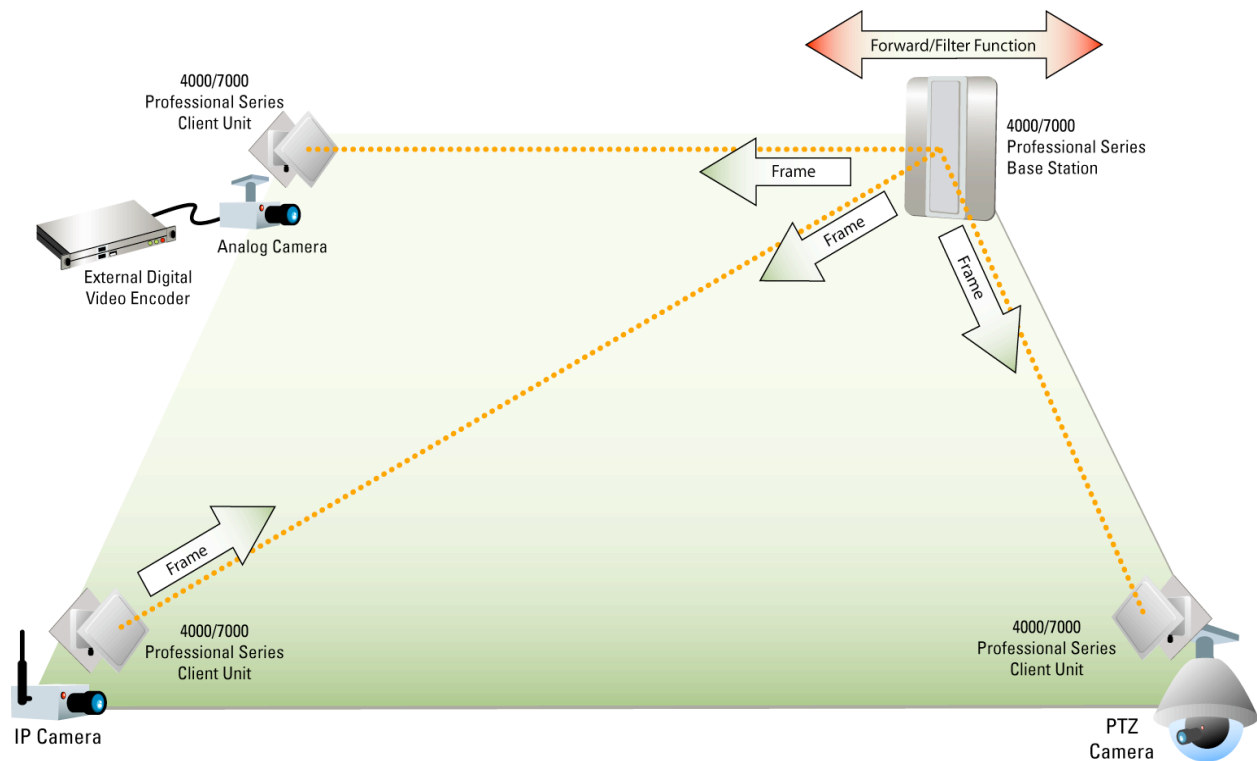 Forward/Filter Function
4000/7000
Professional Series
Client Unit
4000/7000
Professional Series
Base Station
Frame
Frame
Frame
Analog Camera
External Digital
Video Encoder
Frame
4000/7000
Professional Series
Client Unit
4000/7000
Professional Series
Client Unit
IP Camera
PTZ
Camera